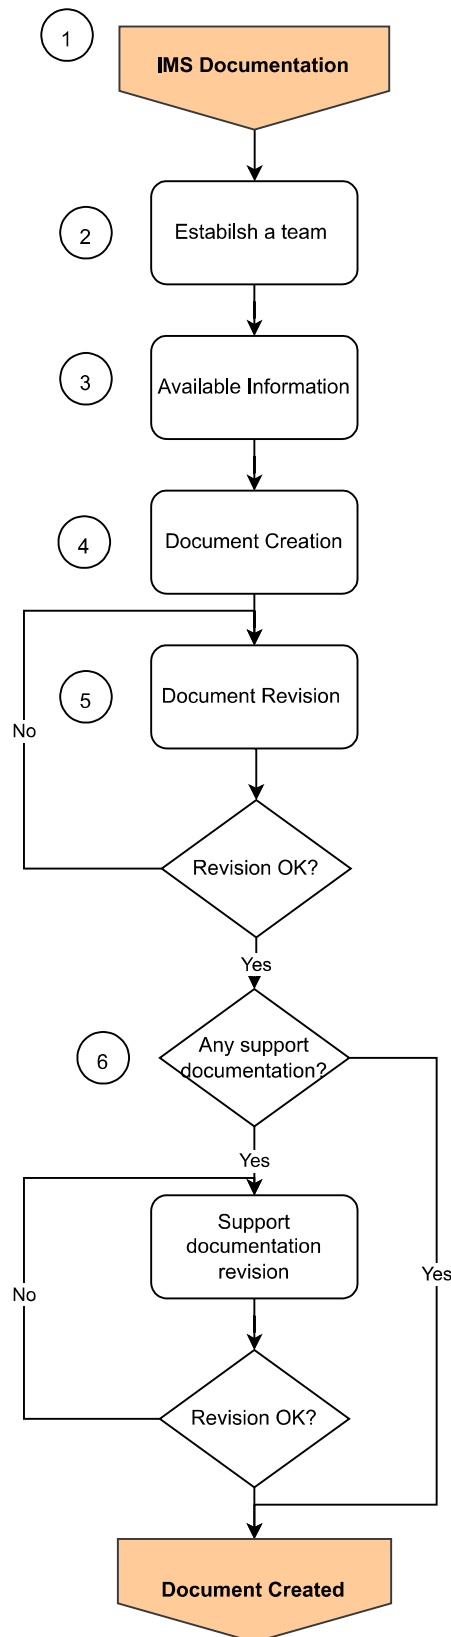 1
IMS Documentation
2
Estabilsh a team
3
Available Information
4
Document Creation
5
Document Revision
No
Revision OK?
Yes
6
Any support
documentation?
Yes
Support
documentation
revision
Yes
No
Revision OK?
Document Created